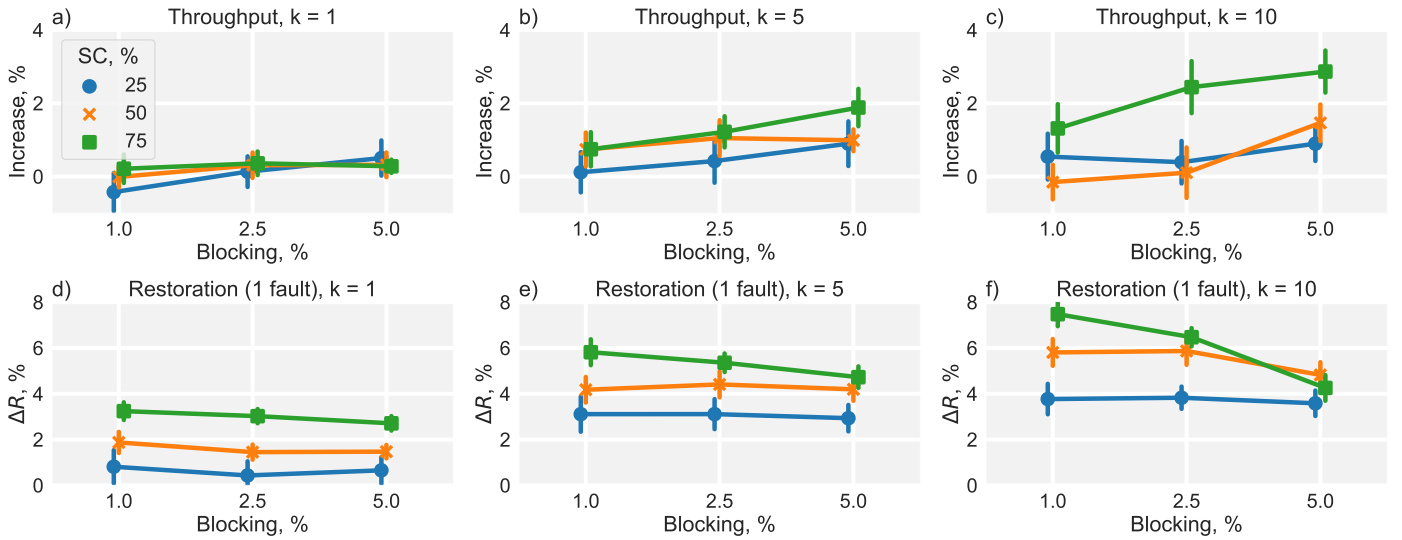 a) Throughput, k = 1
4
2
0
Increase, %
SC, %
25
50
75
1.0 2.5 5.0
Blocking, %
b) Throughput, k = 5
4
2
0
Increase, %
1.0 2.5 5.0
Blocking, %
c) Throughput, k = 10
4
2
0
Increase, %
1.0 2.5 5.0
Blocking, %
d) Restoration (1 fault), k = 1
8
6
4
2
0
ΔR, %
1.0 2.5 5.0
Blocking, %
e) Restoration (1 fault), k = 5
8
6
4
2
0
ΔR, %
1.0 2.5 5.0
Blocking, %
f) Restoration (1 fault), k = 10
8
6
4
2
0
ΔR, %
1.0 2.5 5.0
Blocking, %